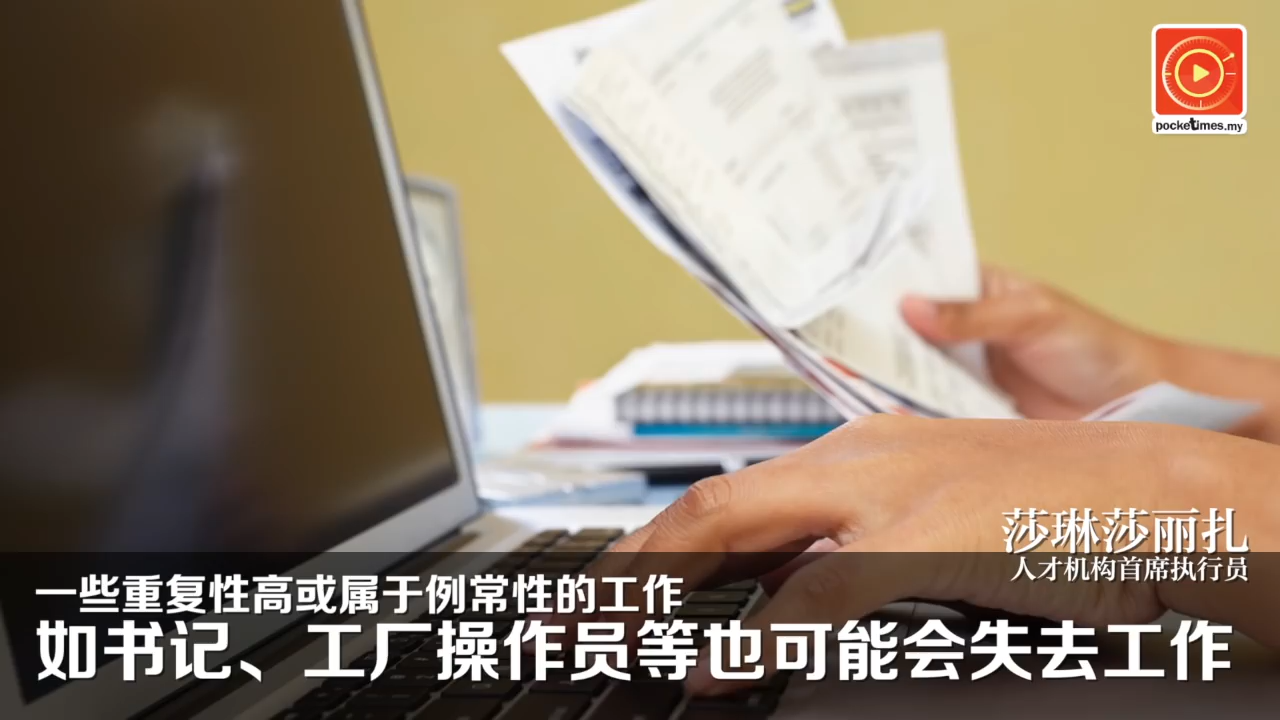 pocketimes.my
莎琳莎丽扎
人才机构首席执行员
一些重复性高或属于例常性的工作
如书记、工厂操作员等也可能会失去工作